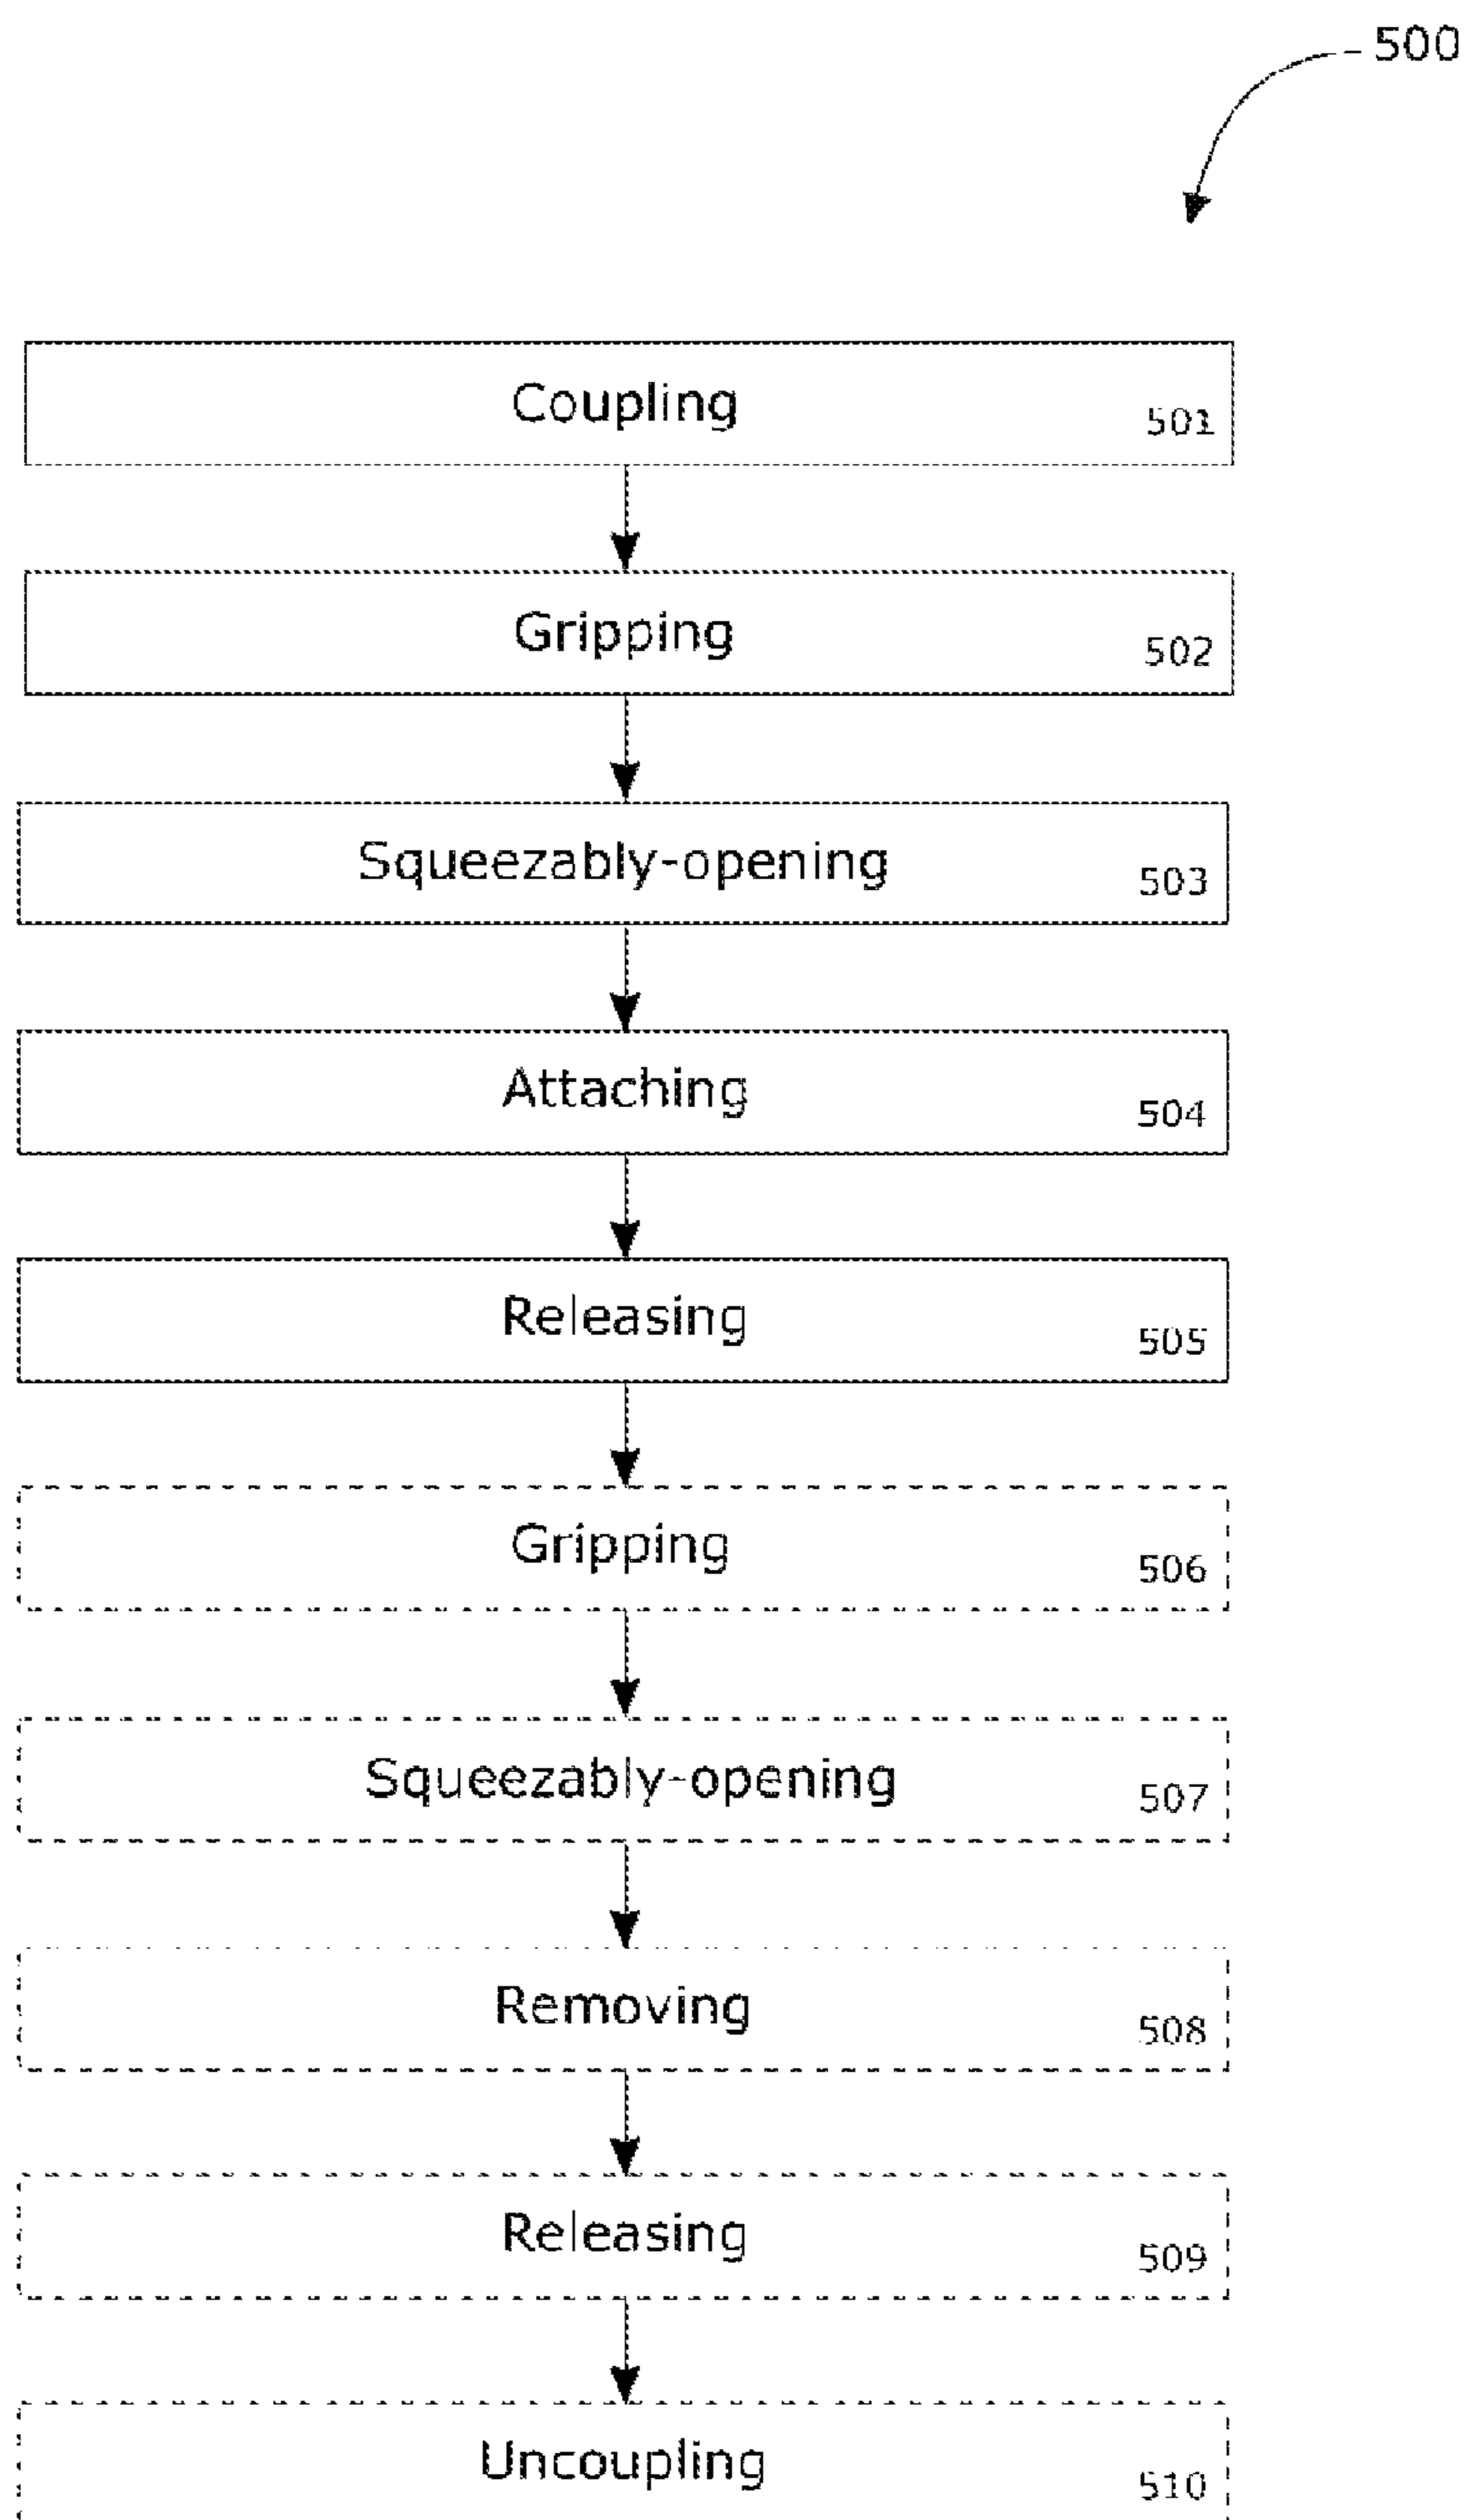 500
Coupling
501
Gripping
502
Squeezably-opening
503
Attaching
504
Releasing
505
Gripping
506
Squeezably-opening
507
Removing
508
Releasing
509
Uncoupling
510